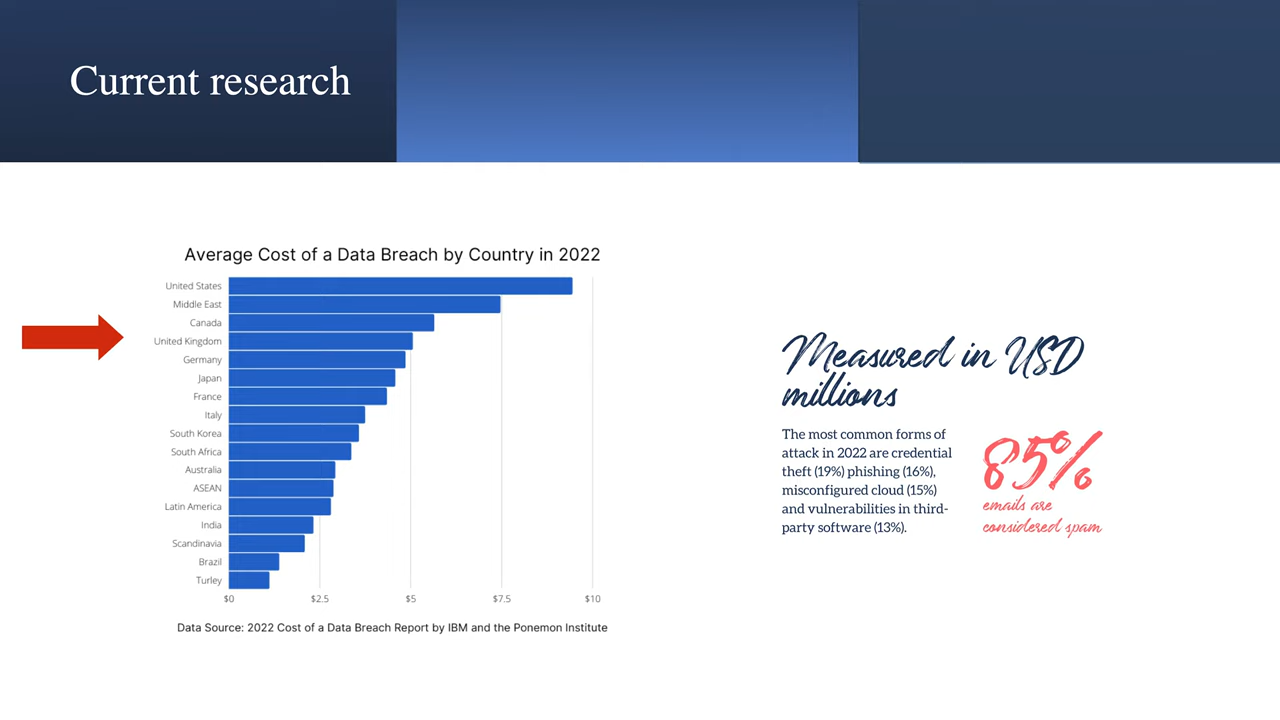 Current research
Average Cost of a Data Breach by Country in 2022
United States
Middle East
Canada
United Kingdom
Germany
Japan
France
Italy
South Korea
South Africa
Australia
ASEAN
Latin America
India
Scandinavia
Brazil
Turley
$0 $2.5 $5 $7.5 $10
Data Source: 2022 Cost of a Data Breach Report by IBM and the Ponemon Institute
Measured in USD
millions
The most common forms of
attack in 2022 are credential
theft (19%) phishing (16%),
misconfigured cloud (15%)
and vulnerabilities in third-
party software (13%).
85%
emails are
considered spam